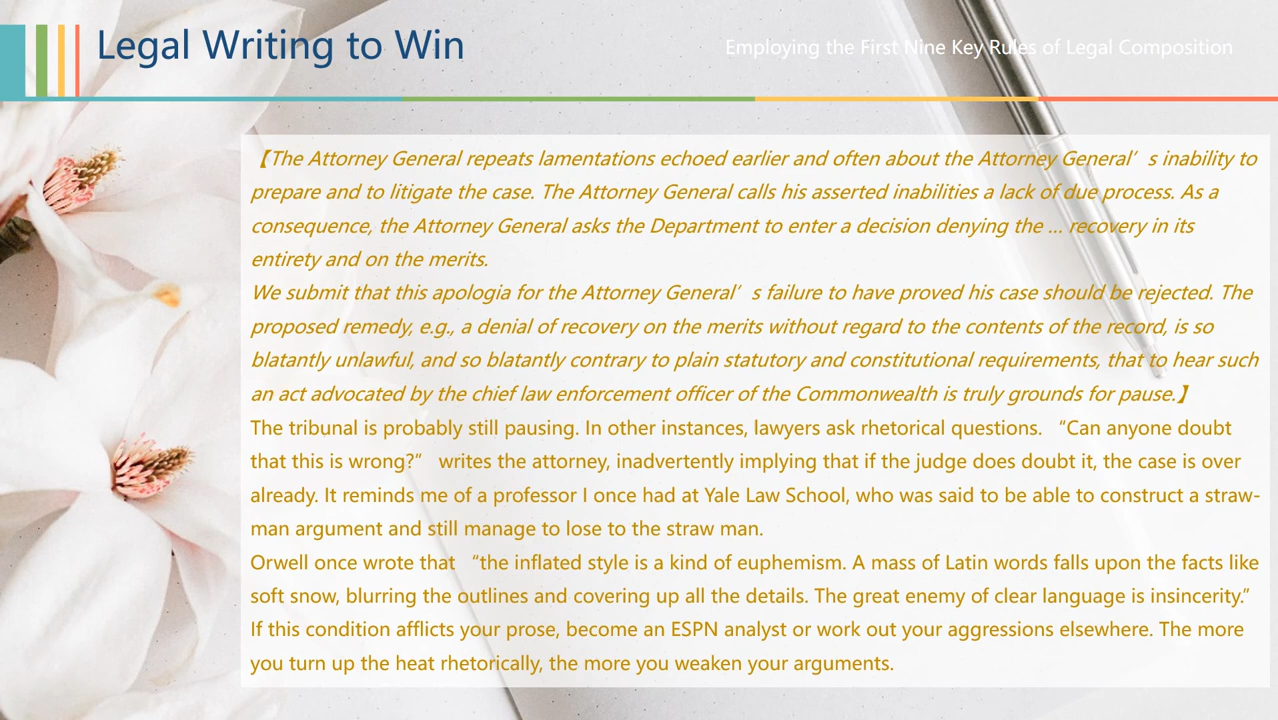 Legal Writing to Win
Employing the First Nine Key Rules of Legal Composition
【The Attorney General repeats lamentations echoed earlier and often about the Attorney General’s inability to
prepare and to litigate the case. The Attorney General calls his asserted inabilities a lack of due process. As a
consequence, the Attorney General asks the Department to enter a decision denying the … recovery in its
entirety and on the merits.
We submit that this apologia for the Attorney General’s failure to have proved his case should be rejected. The
proposed remedy, e.g., a denial of recovery on the merits without regard to the contents of the record, is so
blatantly unlawful, and so blatantly contrary to plain statutory and constitutional requirements, that to hear such
an act advocated by the chief law enforcement officer of the Commonwealth is truly grounds for pause.】
The tribunal is probably still pausing. In other instances, lawyers ask rhetorical questions. “Can anyone doubt
that this is wrong?” writes the attorney, inadvertently implying that if the judge does doubt it, the case is over
already. It reminds me of a professor I once had at Yale Law School, who was said to be able to construct a straw-
man argument and still manage to lose to the straw man.
Orwell once wrote that “the inflated style is a kind of euphemism. A mass of Latin words falls upon the facts like
soft snow, blurring the outlines and covering up all the details. The great enemy of clear language is insincerity.”
If this condition afflicts your prose, become an ESPN analyst or work out your aggressions elsewhere. The more
you turn up the heat rhetorically, the more you weaken your arguments.